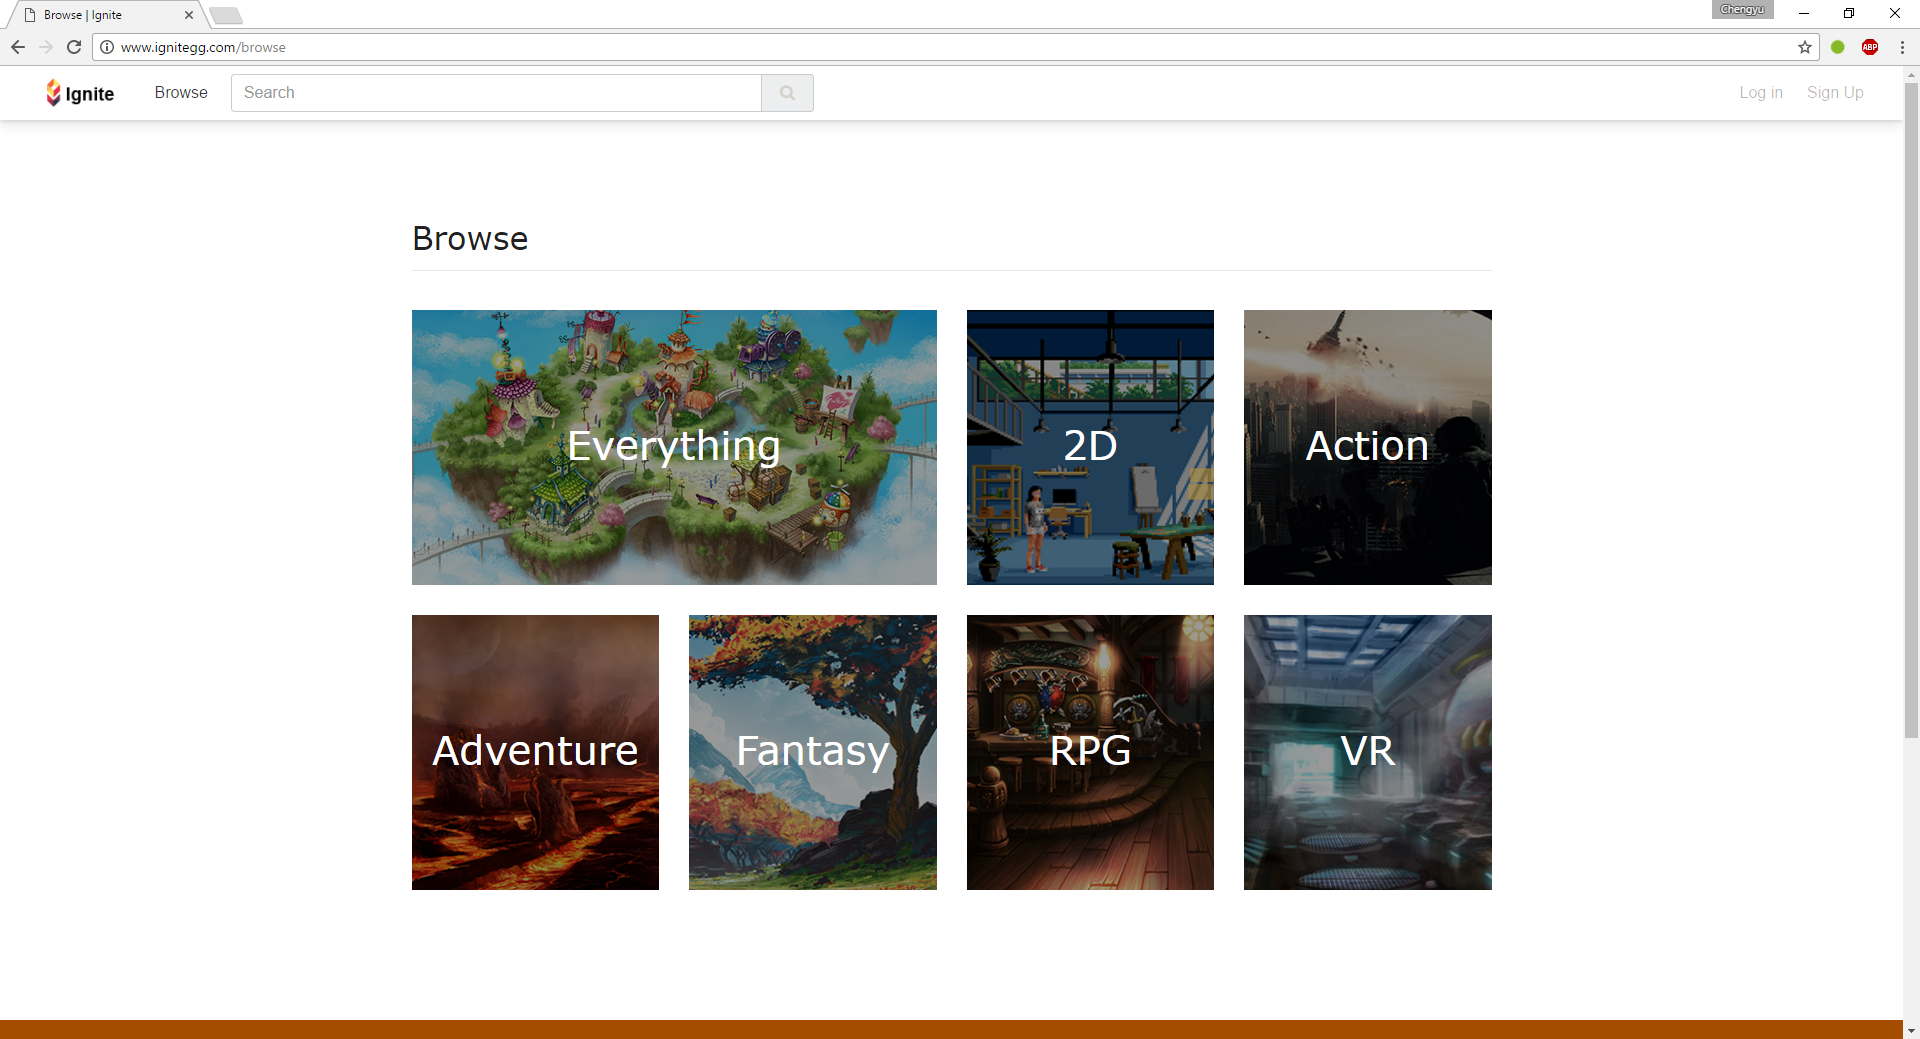 Browse | Ignite
Chengyu
www.ignitegg.com/browse
ABP
Ignite
Browse
Search
Log in
Sign Up
Browse
Everything
2D
Action
Adventure
Fantasy
RPG
VR